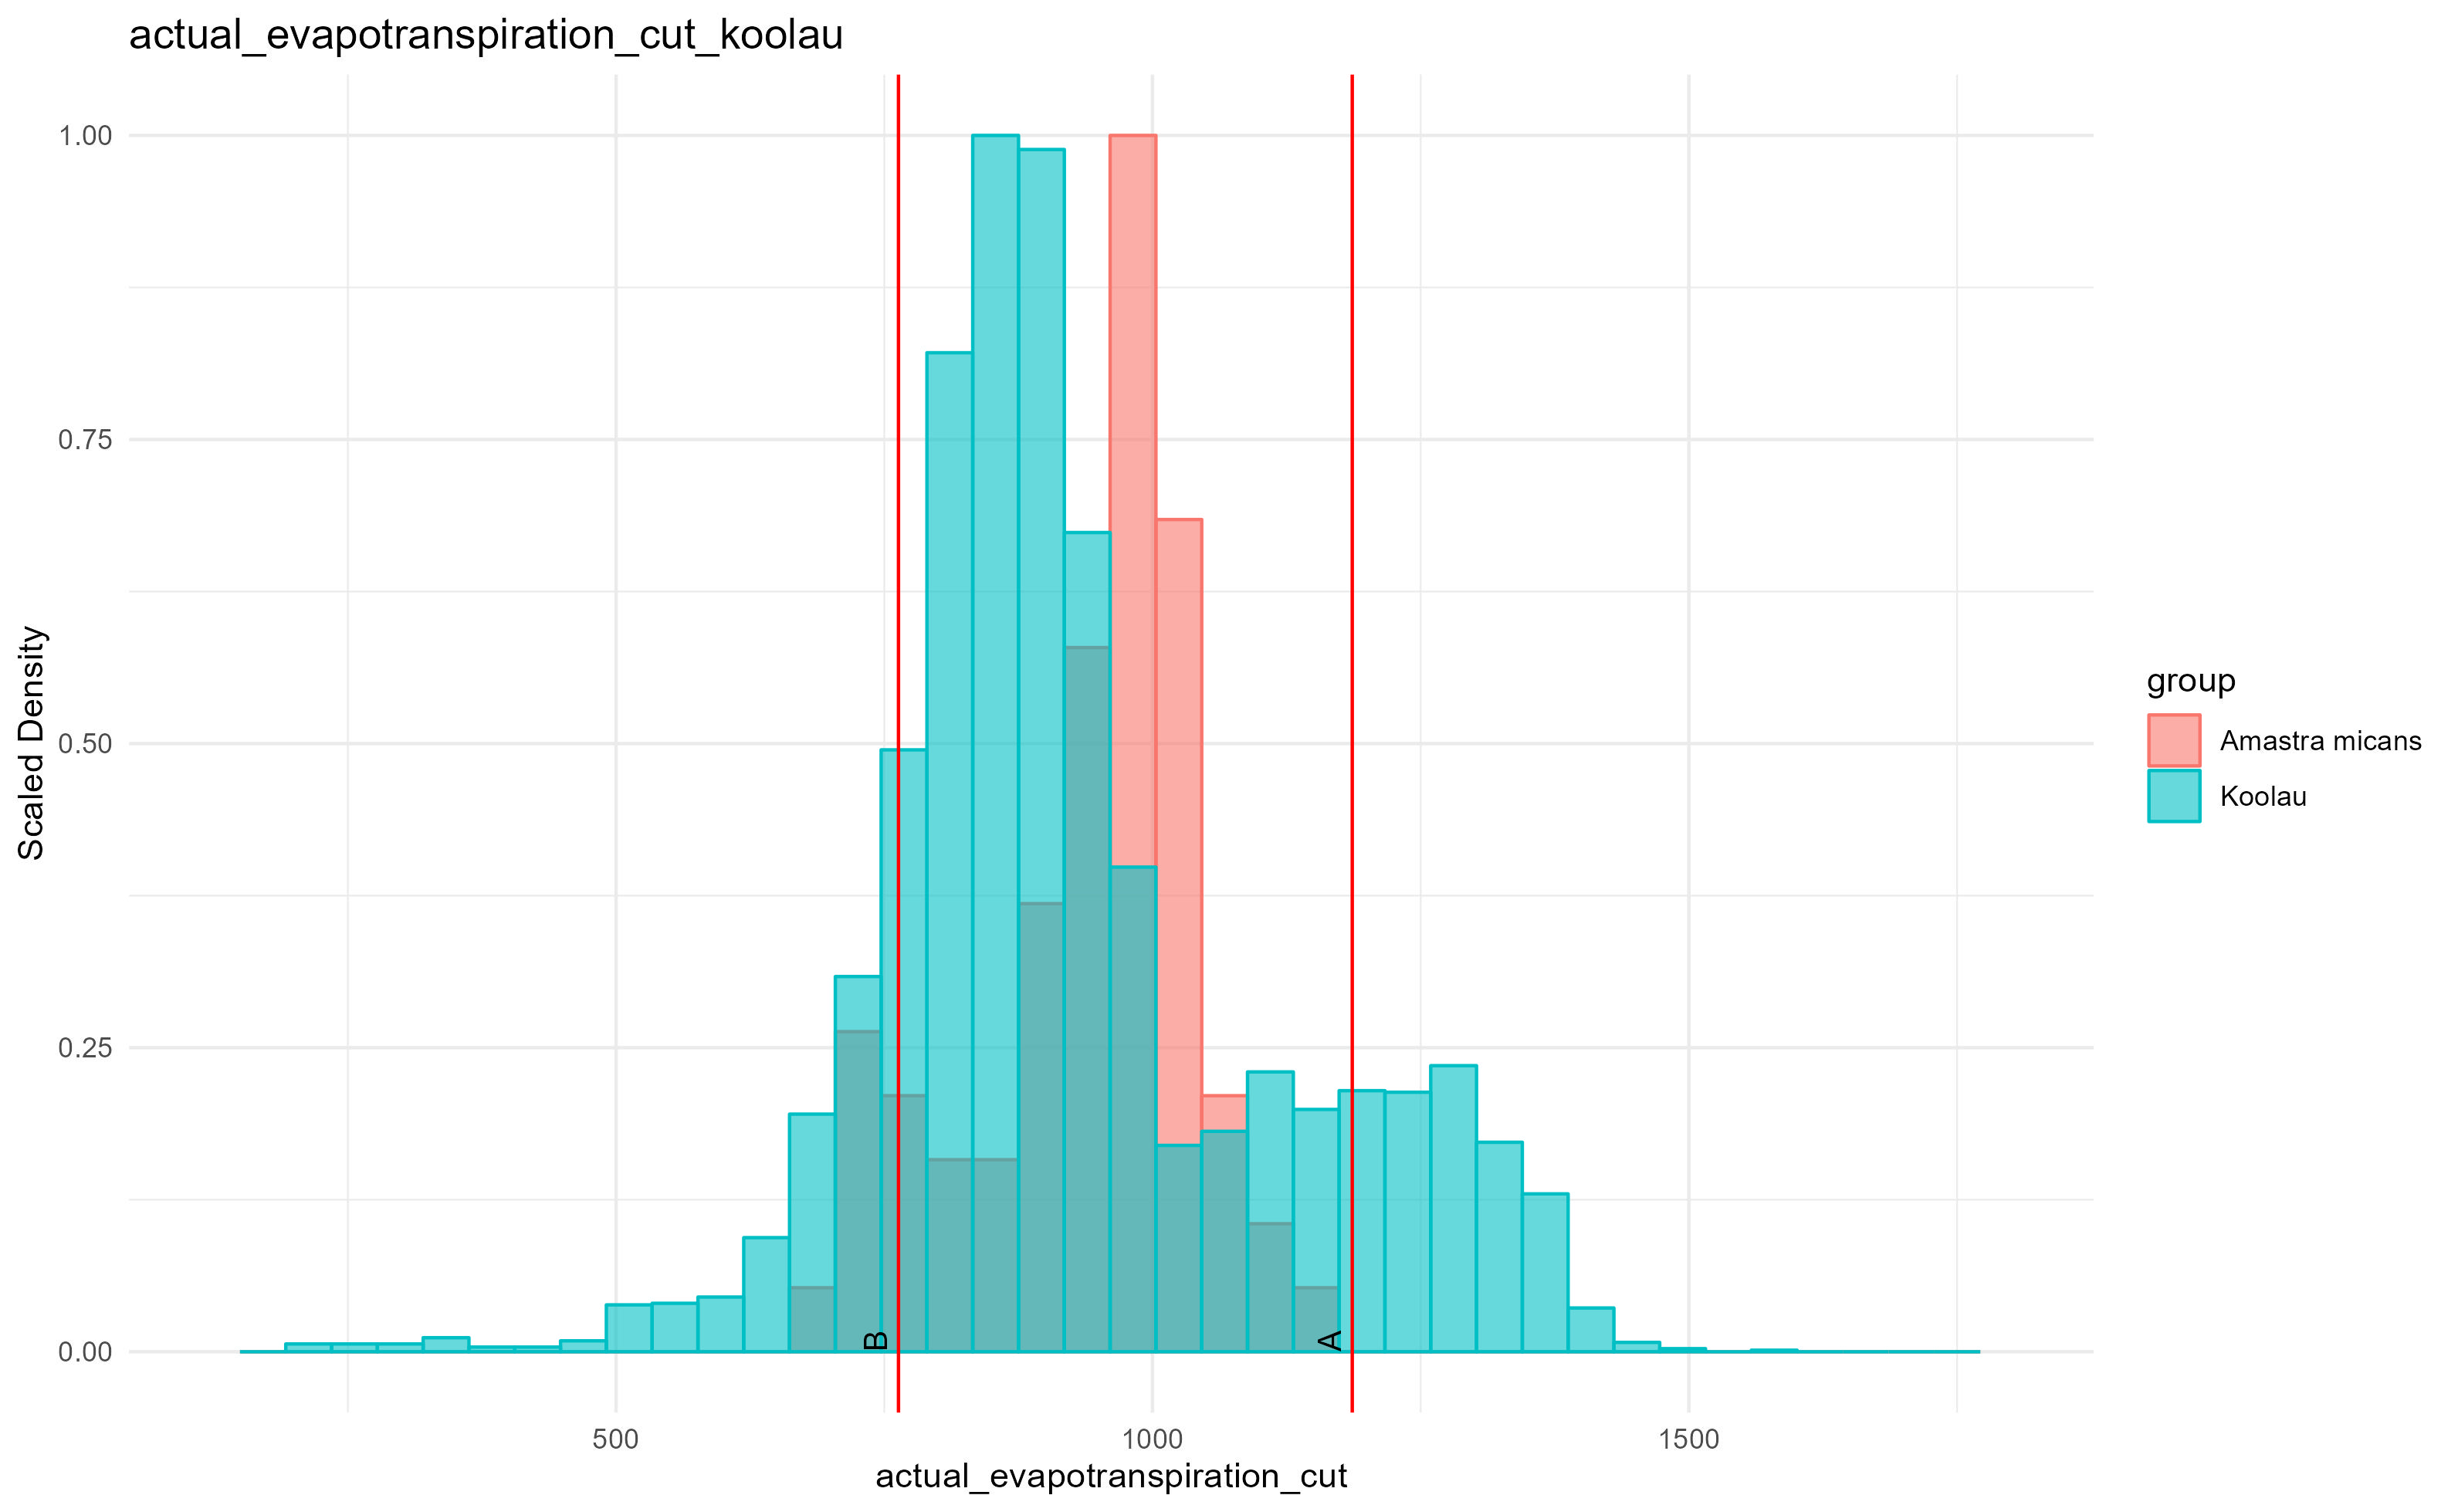 actual_evapotranspiration_cut_koolau
1.00
0.75
0.50
0.25
0.00
Scaled Density
B
A
500
1000
1500
actual_evapotranspiration_cut
group
Amastra micans
Koolau